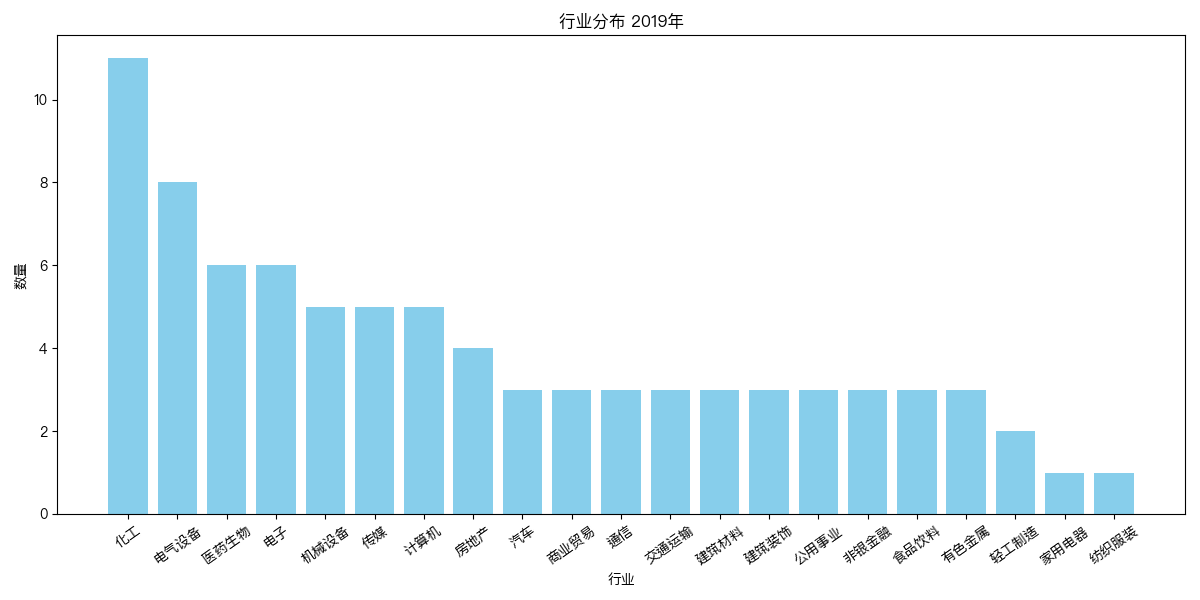 行业分布 2019年
数量
10
8
6
4
2
0
化工
电气设备
医药生物
电子
机械设备
传媒
计算机
房地产
汽车
商业贸易
通信
交通运输
建筑材料
建筑装饰
公用事业
非银金融
食品饮料
有色金属
轻工制造
家用电器
纺织服装
行业